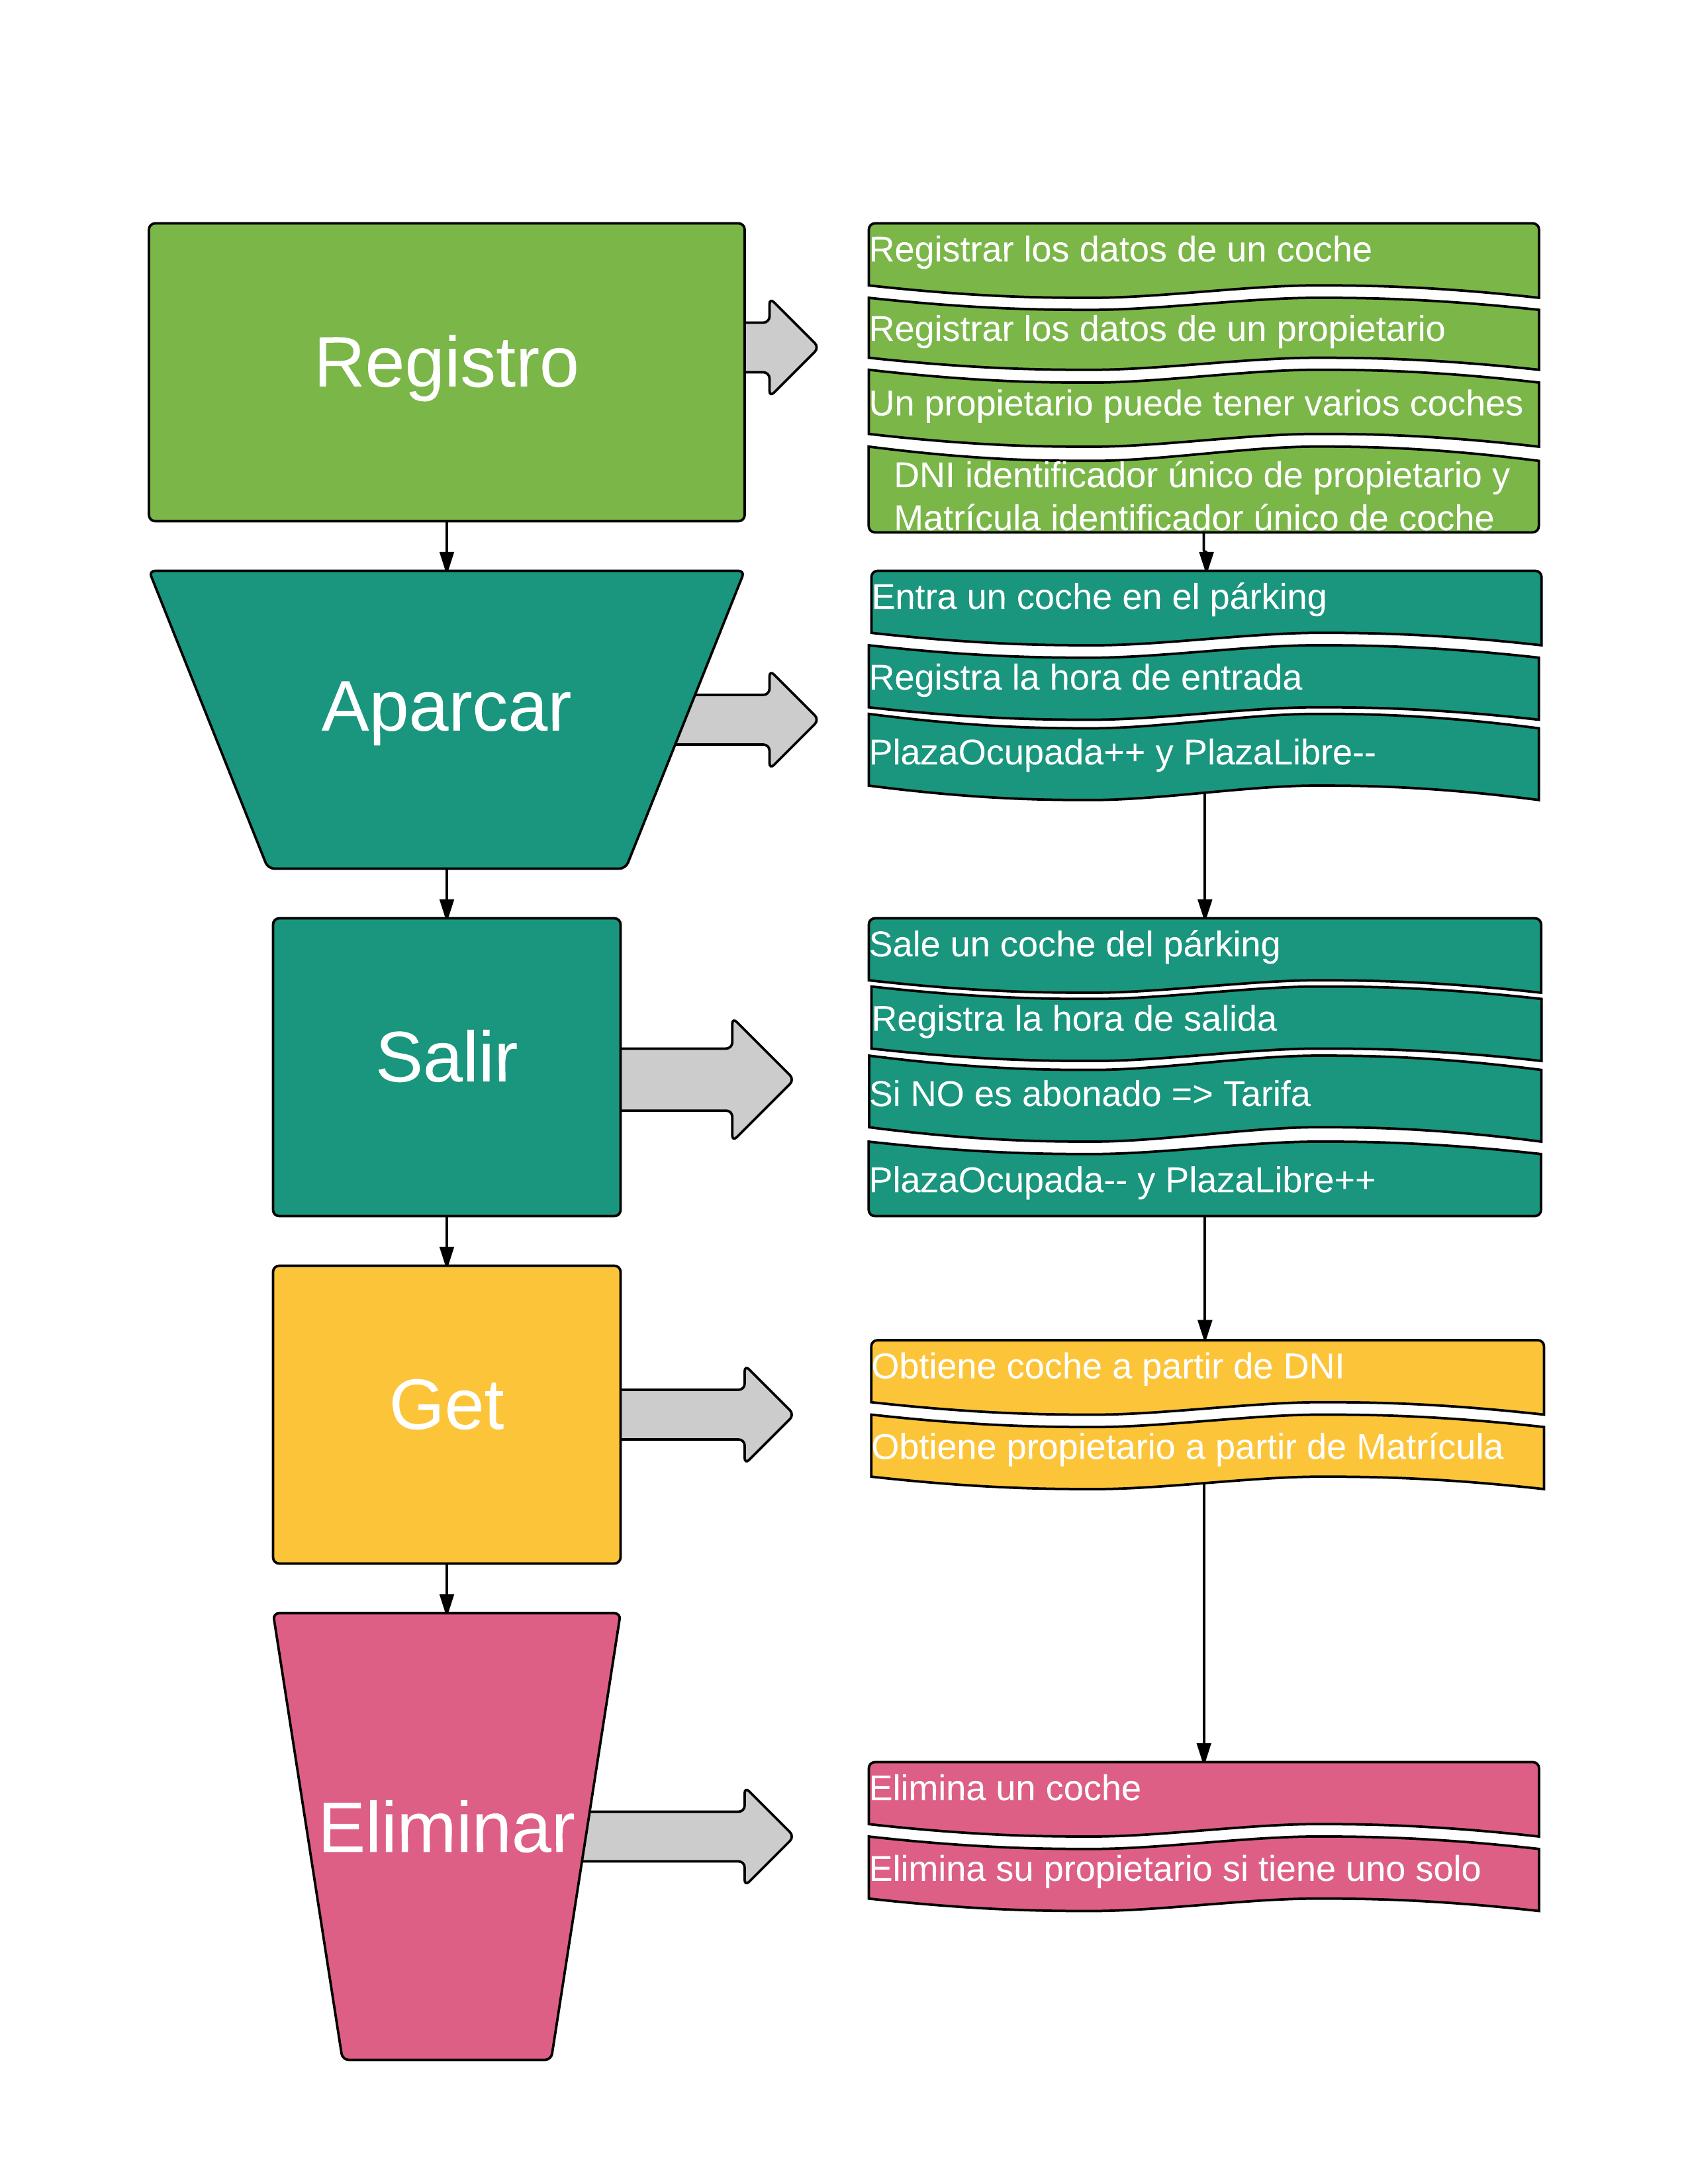 Registro
Registrar los datos de un coche
Registrar los datos de un propietario
Un propietario puede tener varios coches
DNI identificador único de propietario y
Matrícula identificador único de coche
Aparcar
Entra un coche en el párking
Registra la hora de entrada
PlazaOcupada++ y PlazaLibre--
Salir
Sale un coche del párking
Registra la hora de salida
Si NO es abonado => Tarifa
PlazaOcupada-- y PlazaLibre++
Get
Obtiene coche a partir de DNI
Obtiene propietario a partir de Matrícula
Eliminar
Elimina un coche
Elimina su propietario si tiene uno solo